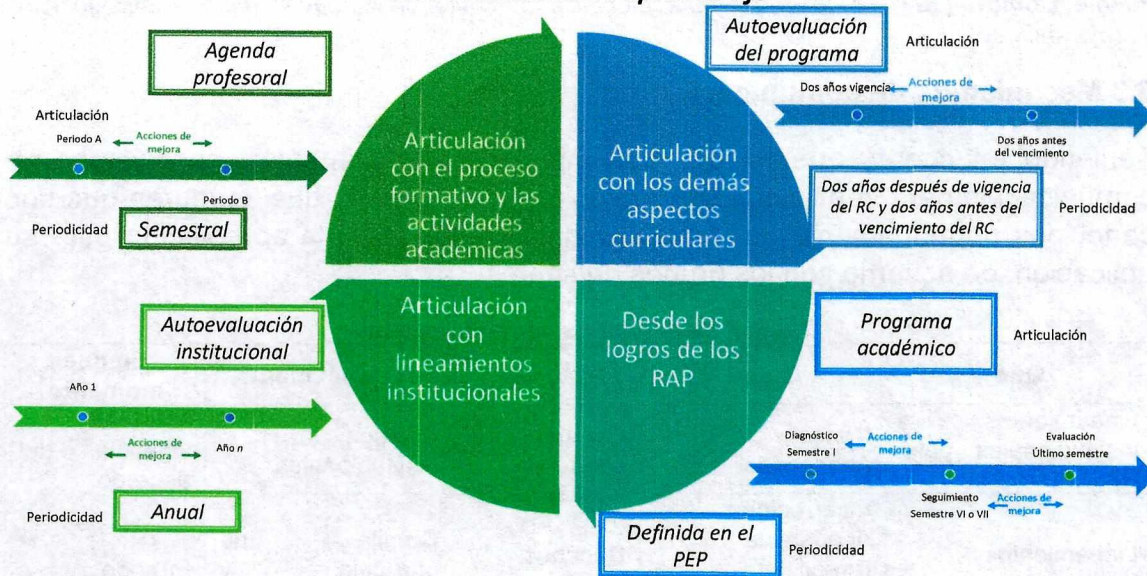 Agenda
profesoral
Articulación
Periodo A
Acciones de
mejora
Periodo B
Periodicidad
Semestral
Articulación
con el proceso
formativo y las
actividades
académicas
Autoevaluación
del programa
Articulación
Dos años vigencia
Acciones de
mejora
Dos años antes
del vencimiento
Articulación
con los demás
aspectos
curriculares
Dos años después de vigencia
del RC y dos años antes del
vencimiento del RC
Periodicidad
Autoevaluación
institucional
Año 1
Acciones de
mejora
Año n
Periodicidad
Anual
Articulación
con
lineamientos
institucionales
Desde los
logros de los
RAP
Programa
académico
Articulación
Diagnóstico
Semestre I
Acciones de
mejora
Evaluación
Último semestre
Seguimiento
Semestre VI o VII
Acciones de
mejora
Definida en el
PEP
Periodicidad